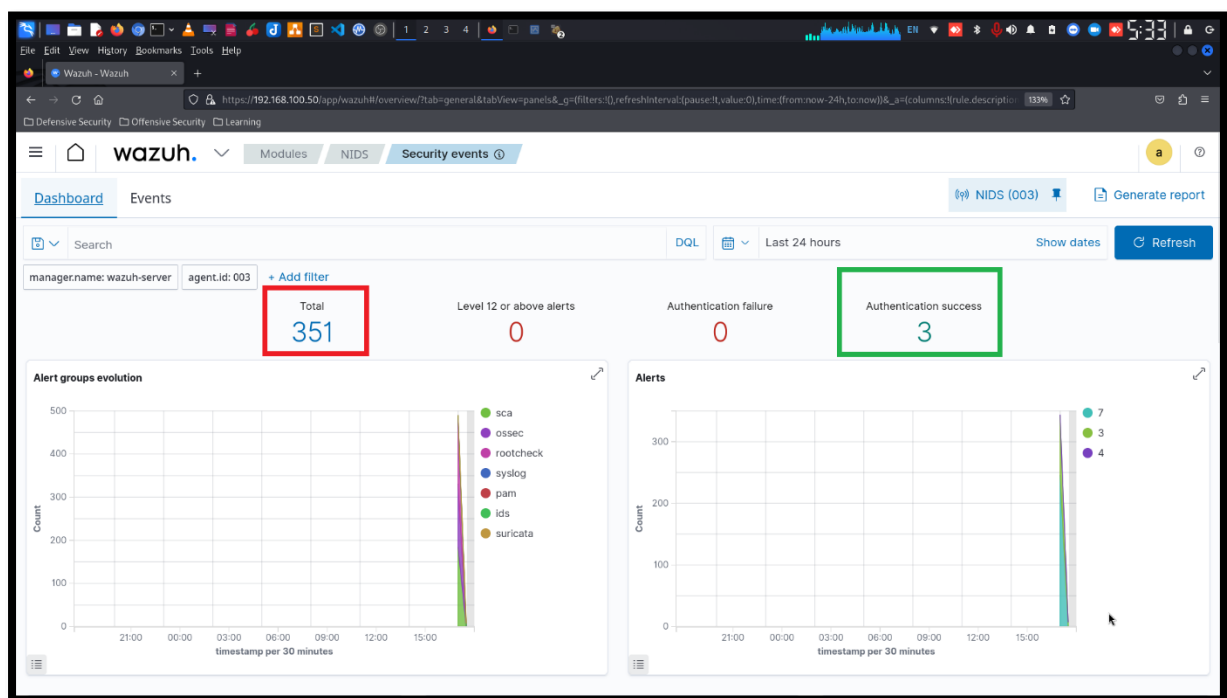 1 2 3 4
EN
5:33
File Edit View History Bookmarks Tools Help
Wazuh - Wazuh
https://192.168.100.50/app/wazuh#/overview/?tab=general&tabView=panels&_g=(filters:!(),refreshInterval:(pause:!t,value:0),time:(from:now-24h,to:now))&_a=(columns:!(rule.description 133%
Defensive Security Offensive Security Learning
wazuh. Modules NIDS Security events a
Dashboard Events NIDS (003) Generate report
Search DQL Last 24 hours Show dates Refresh
manager.name: wazuh-server agent.id: 003 + Add filter
Total Level 12 or above alerts Authentication failure Authentication success
351 0 0 3
Alert groups evolution
500
400
300
200
100
0
Count
21:00 00:00 03:00 06:00 09:00 12:00 15:00
timestamp per 30 minutes
sca
ossec
rootcheck
syslog
pam
ids
suricata
Alerts
300
200
100
0
Count
21:00 00:00 03:00 06:00 09:00 12:00 15:00
timestamp per 30 minutes
7
3
4